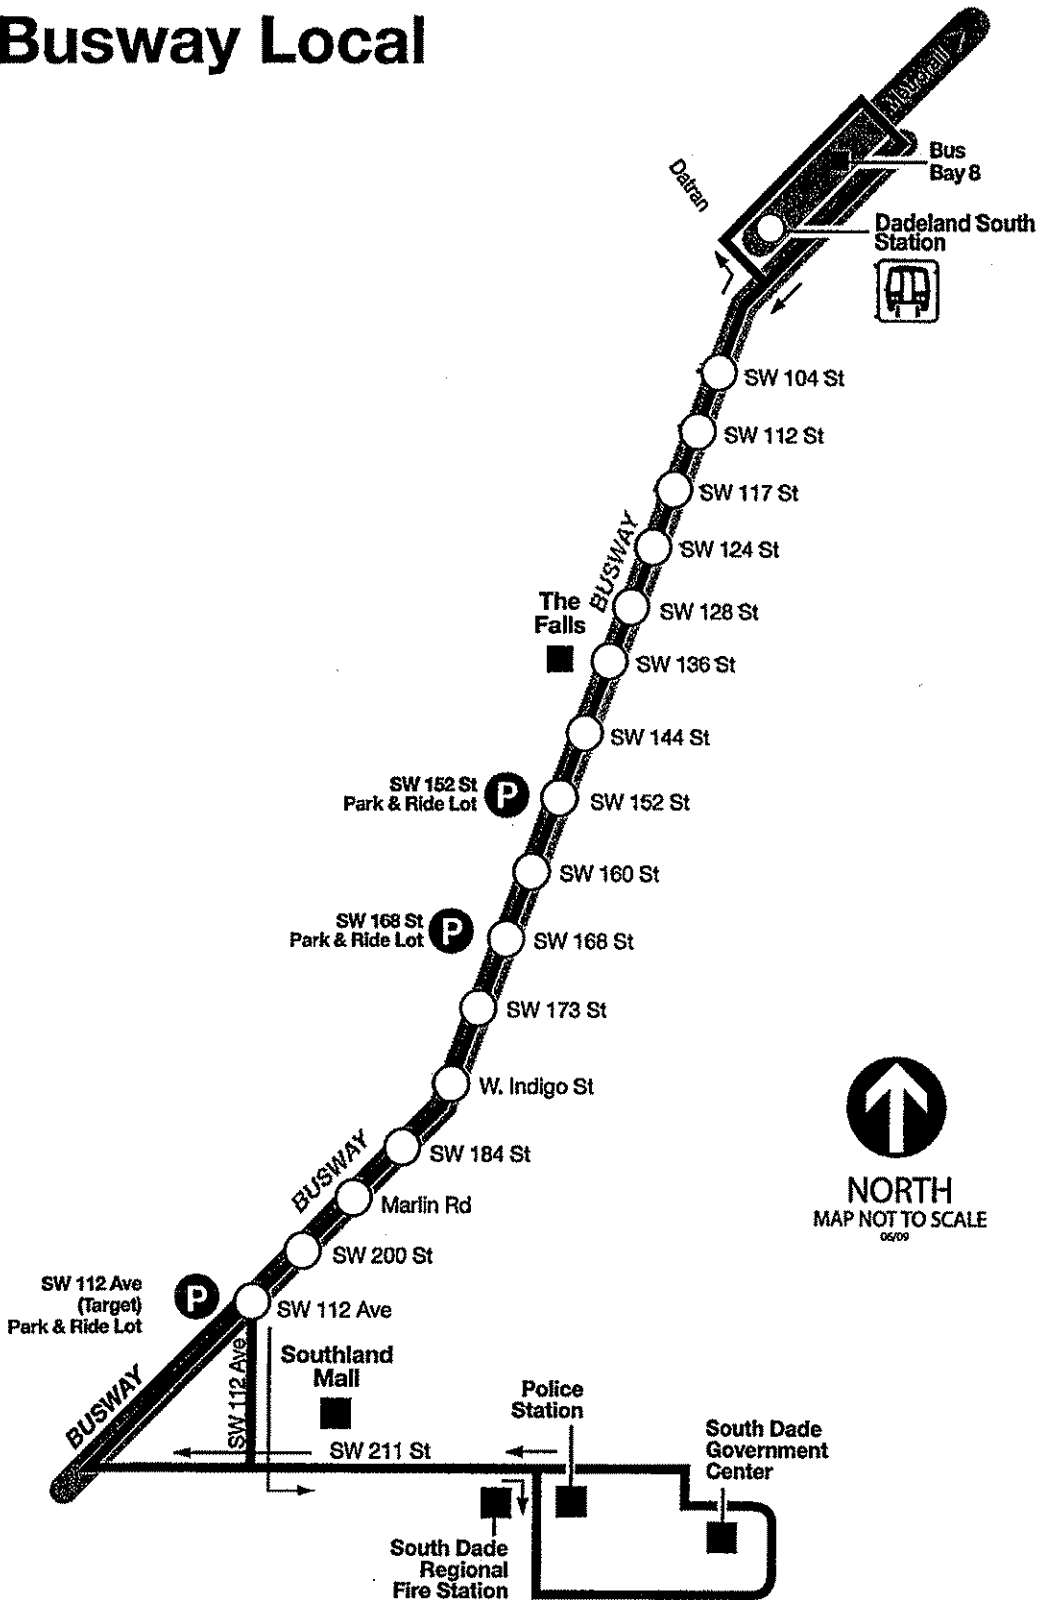 Busway Local
Metrorail
Datran
Bus
Bay 8
Dadeland South
Station
SW 104 St
SW 112 St
SW 117 St
BUSWAY
SW 124 St
The
Falls
SW 128 St
SW 136 St
SW 144 St
SW 152 St
Park & Ride Lot
P
SW 152 St
SW 160 St
SW 168 St
Park & Ride Lot
P
SW 168 St
SW 173 St
W. Indigo St
BUSWAY
SW 184 St
Marlin Rd
SW 200 St
NORTH
MAP NOT TO SCALE
06/09
SW 112 Ave
(Target)
Park & Ride Lot
P
SW 112 Ave
BUSWAY
SW 112 Ave
Southland
Mall
SW 211 St
Police
Station
South Dade
Government
Center
South Dade
Regional
Fire Station